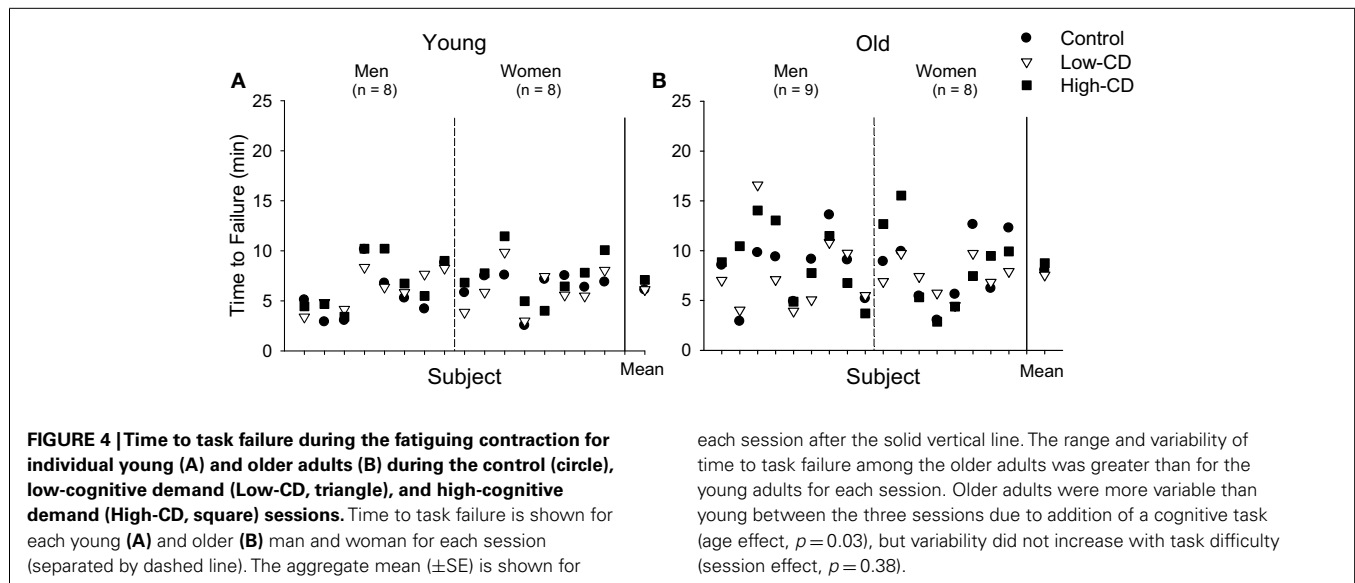 Young
Old
Control
Low-CD
High-CD
A
Men
(n = 8)
Women
(n = 8)
B
Men
(n = 9)
Women
(n = 8)
Time to Failure (min)
25
20
15
10
5
0
25
20
15
10
5
0
Subject
Mean
Subject
Mean
FIGURE 4 | Time to task failure during the fatiguing contraction for
individual young (A) and older adults (B) during the control (circle),
low-cognitive demand (Low-CD, triangle), and high-cognitive
demand (High-CD, square) sessions. Time to task failure is shown for
each young (A) and older (B) man and woman for each session
(separated by dashed line). The aggregate mean (±SE) is shown for
each session after the solid vertical line. The range and variability of
time to task failure among the older adults was greater than for the
young adults for each session. Older adults were more variable than
young between the three sessions due to addition of a cognitive task
(age effect, p = 0.03), but variability did not increase with task difficulty
(session effect, p = 0.38).